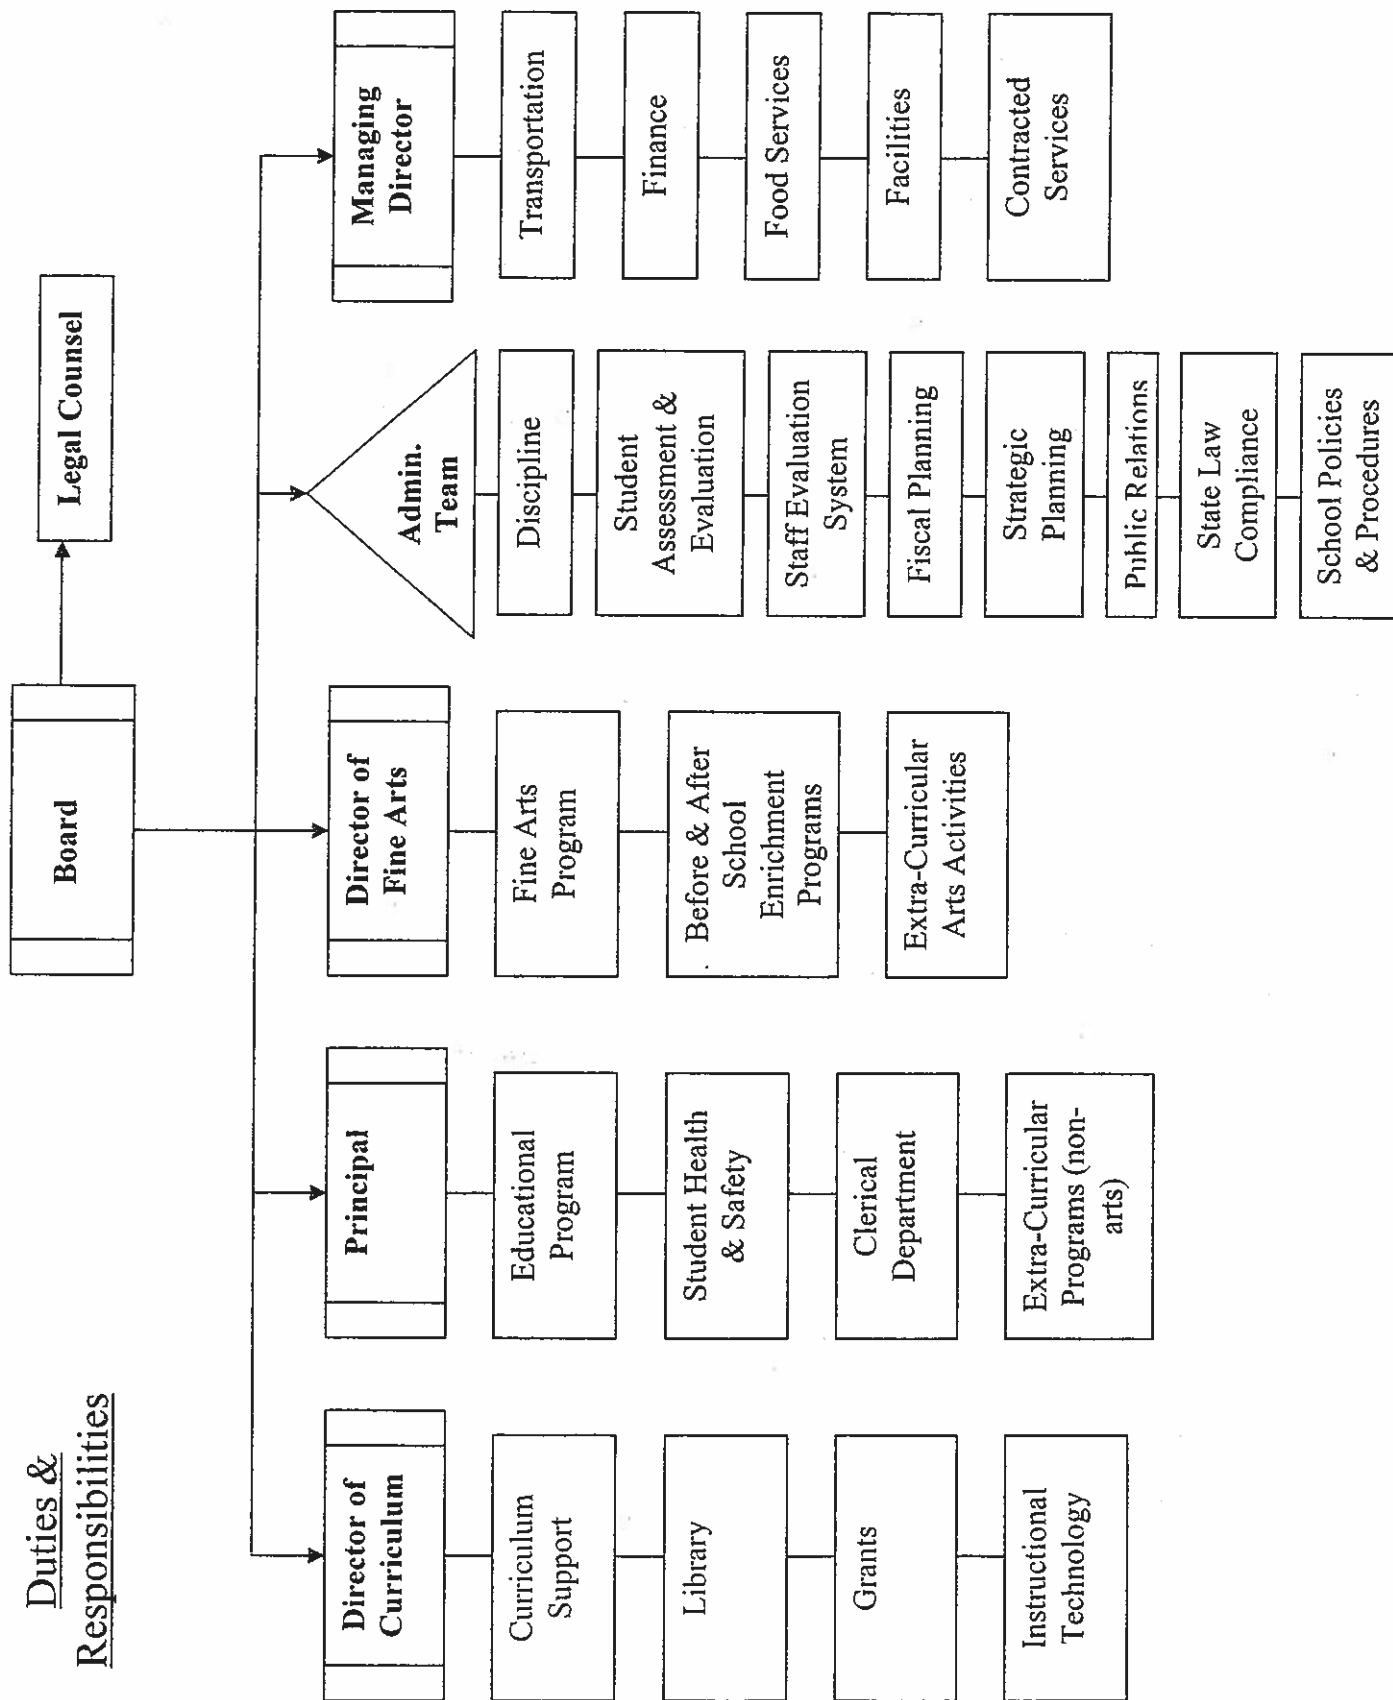 Duties &
Responsibilities
Board
Legal Counsel
Director of
Curriculum
Curriculum
Support
Library
Grants
Instructional
Technology
Principal
Educational
Program
Student Health
& Safety
Clerical
Department
Extra-Curricular
Programs (non-
arts)
Director of
Fine Arts
Fine Arts
Program
Before & After
School
Enrichment
Programs
Extra-Curricular
Arts Activities
Admin.
Team
Discipline
Student
Assessment &
Evaluation
Staff Evaluation
System
Fiscal Planning
Strategic
Planning
Public Relations
State Law
Compliance
School Policies
& Procedures
Managing
Director
Transportation
Finance
Food Services
Facilities
Contracted
Services